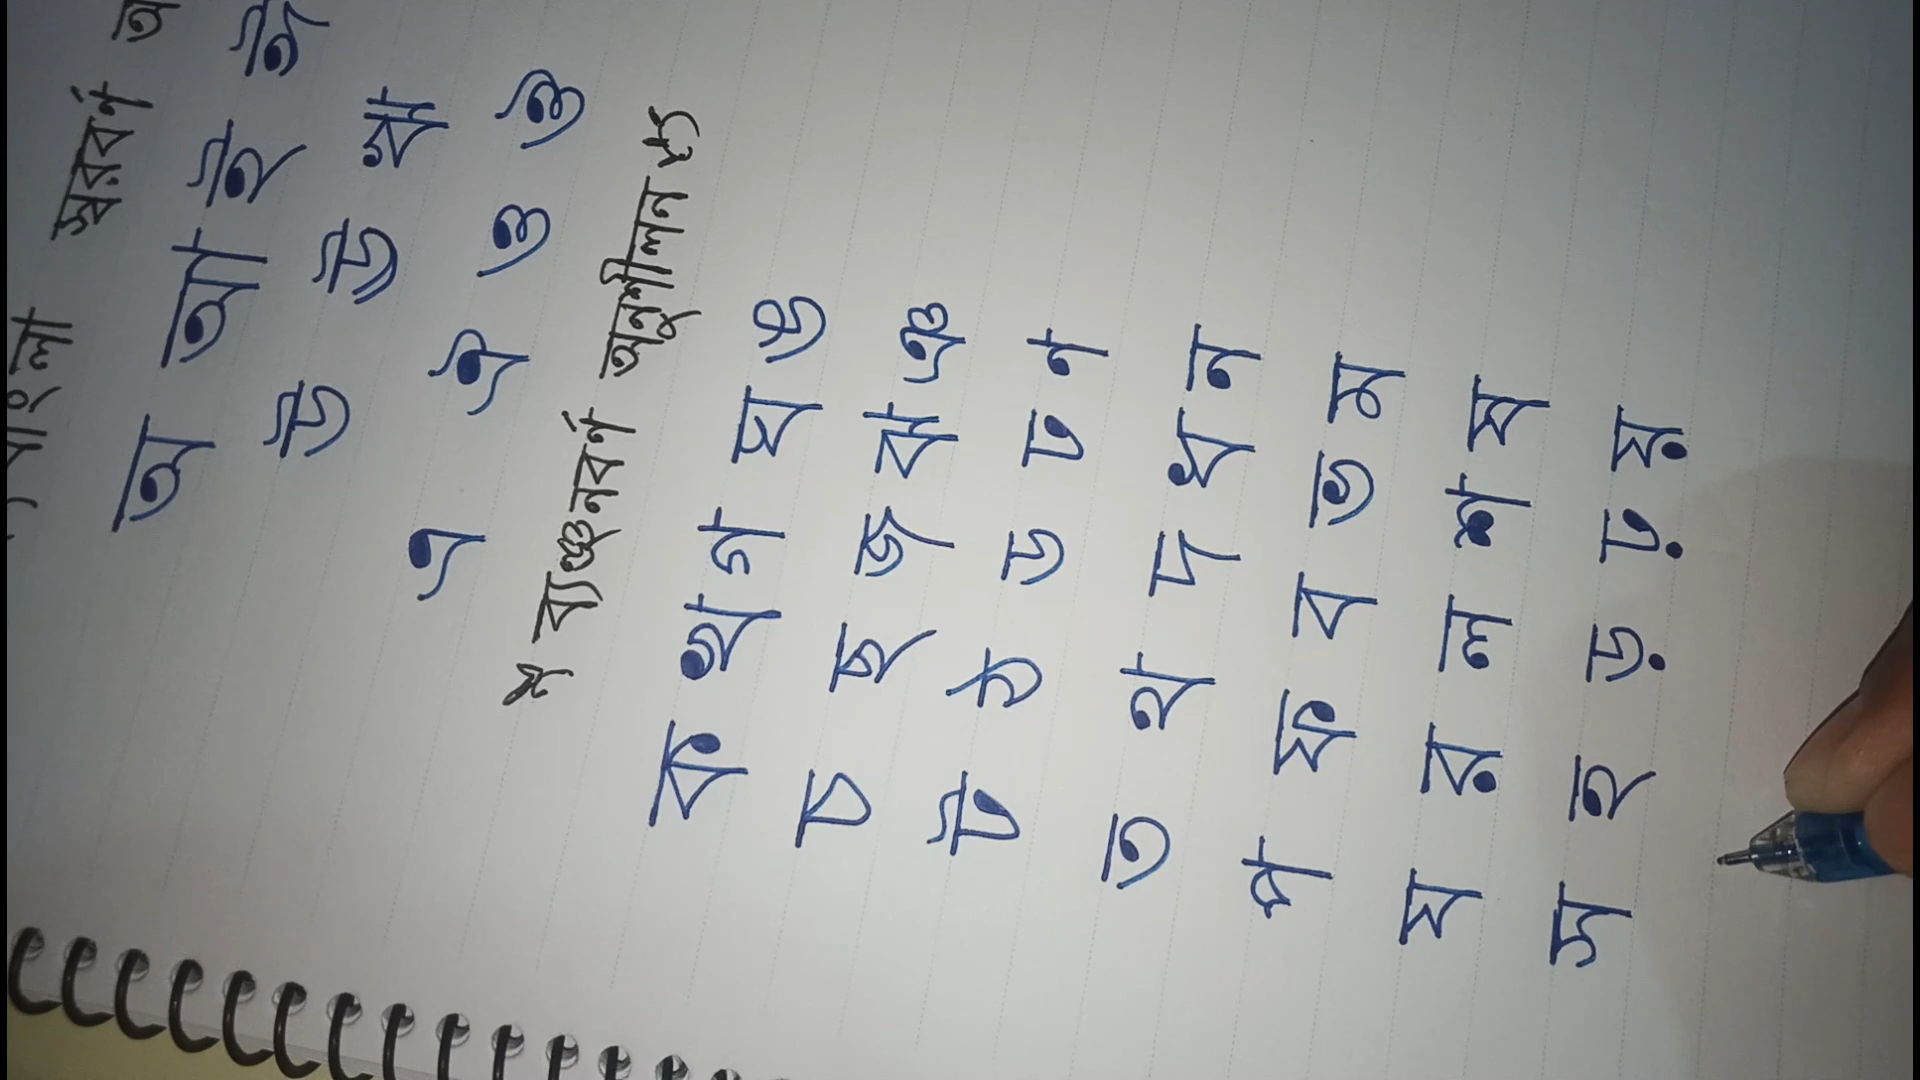 বাংলা স্বরবর্ণ অ
অ আ ই ঈ
উ ঊ ঋ
এ ঐ ও ঔ
ব্যঞ্জনবর্ণ অনুশীলন
ক খ গ ঘ ঙ
চ ছ জ ঝ ঞ
ট ঠ ড ঢ ণ
ত থ দ ধ ন
প ফ ব ভ ম
য র ল শ ষ
স হ ড় ঢ় য়